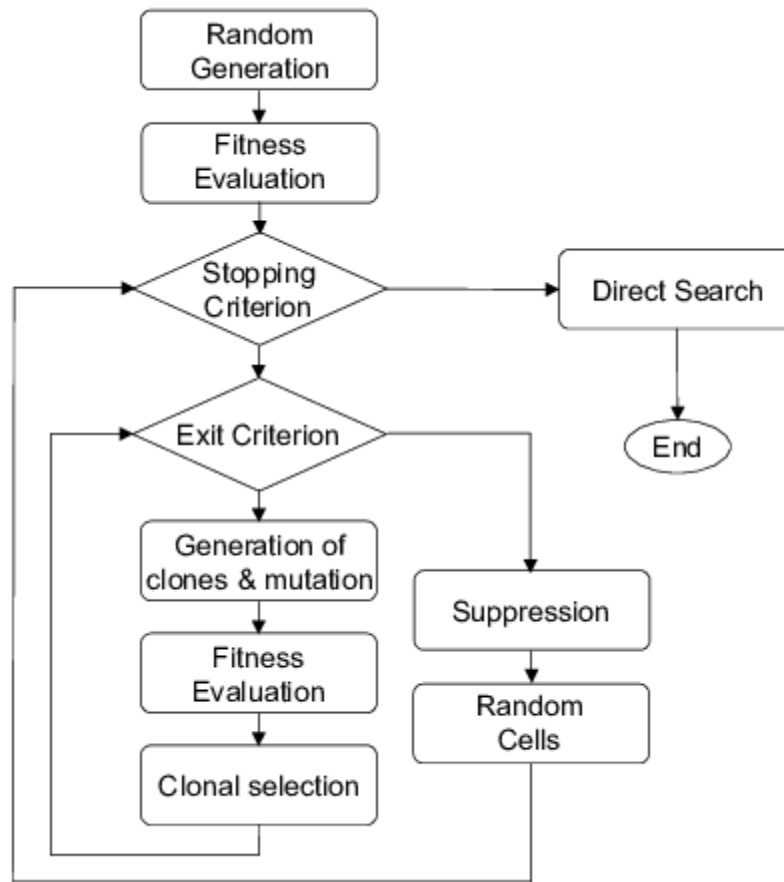 Random
Generation
Fitness
Evaluation
Stopping
Criterion
Direct Search
Exit Criterion
End
Generation of
clones & mutation
Suppression
Fitness
Evaluation
Random
Cells
Clonal selection